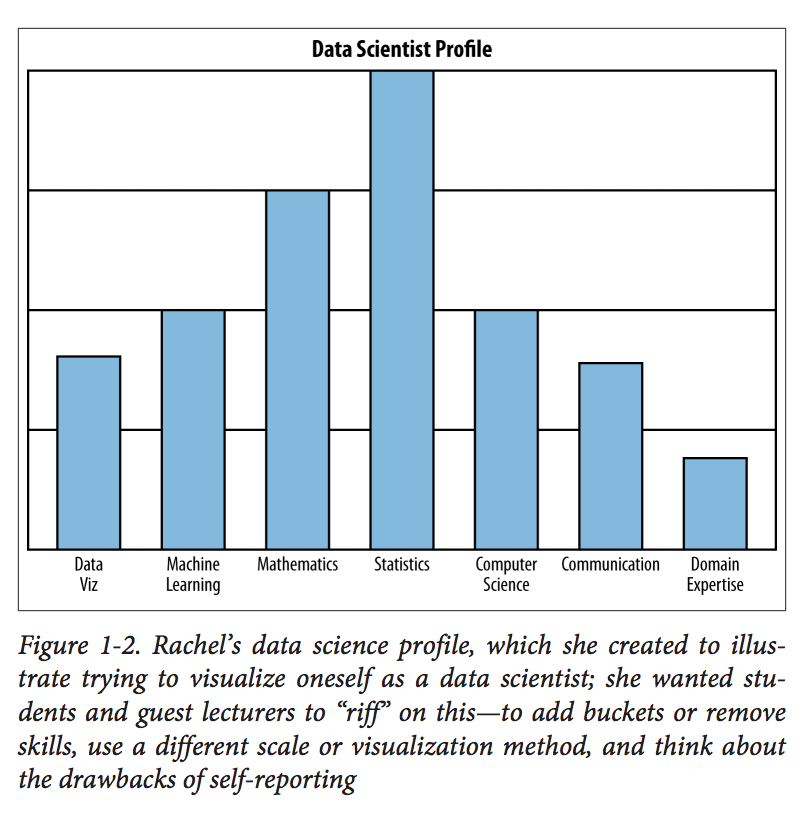 Data Scientist Profile
Data
Viz
Machine
Learning
Mathematics
Statistics
Computer
Science
Communication
Domain
Expertise
Figure 1-2. Rachel’s data science profile, which she created to illus-
trate trying to visualize oneself as a data scientist; she wanted stu-
dents and guest lecturers to “riff” on this—to add buckets or remove
skills, use a different scale or visualization method, and think about
the drawbacks of self-reporting